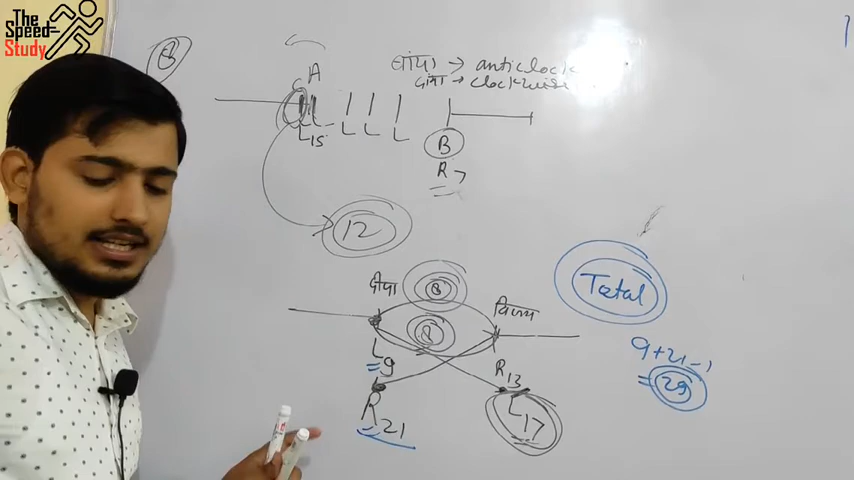 The
Speed
Study
B
A
बांया → anticlock
दांया → clockwise
L15
L L L
B
R7
12
Total
दीपा
8
8
विजय
9+21-1
=29
L9
R13
R21
L17